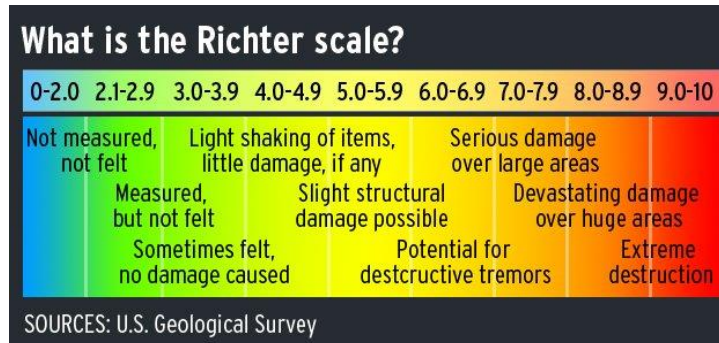 What is the Richter scale?
0-2.0 2.1-2.9 3.0-3.9 4.0-4.9 5.0-5.9 6.0-6.9 7.0-7.9 8.0-8.9 9.0-10
Not measured,
not felt
Measured,
but not felt
Sometimes felt,
no damage caused
Light shaking of items,
little damage, if any
Slight structural
damage possible
Potential for
destcructive tremors
Serious damage
over large areas
Devastating damage
over huge areas
Extreme
destruction
SOURCES: U.S. Geological Survey